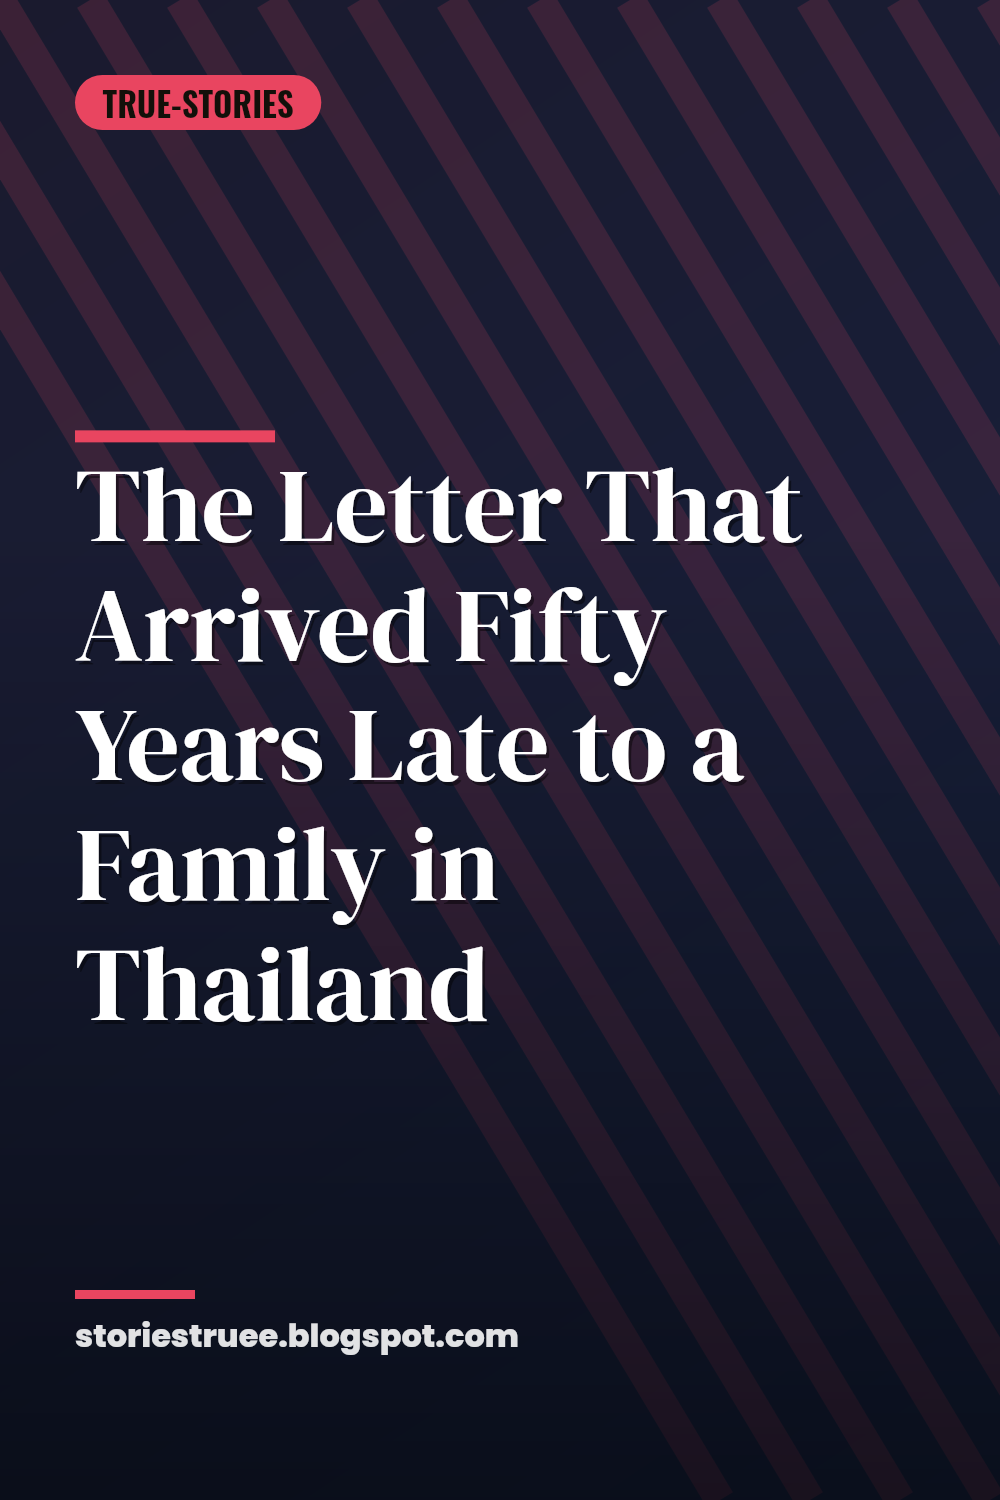 TRUE-STORIES
The Letter That
Arrived Fifty
Years Late to a
Family in
Thailand
storiestruee.blogspot.com